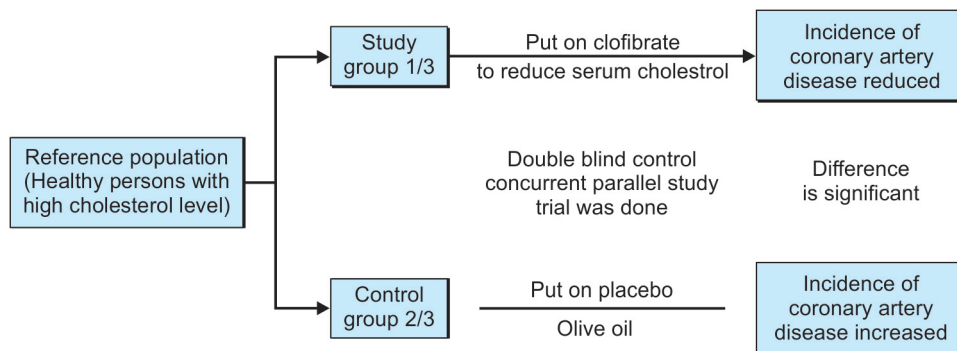 Study
group 1/3
Put on clofibrate
to reduce serum cholestrol
Incidence of
coronary artery
disease reduced
Reference population
(Healthy persons with
high cholesterol level)
Double blind control
concurrent parallel study
trial was done
Difference
is significant
Control
group 2/3
Put on placebo
Olive oil
Incidence of
coronary artery
disease increased